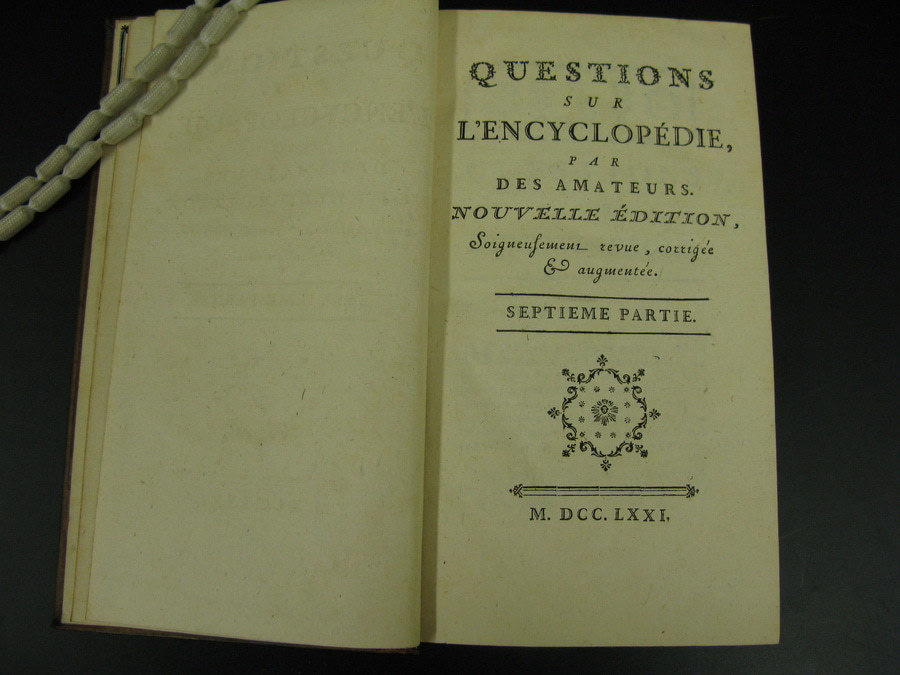 QUESTIONS
SUR
L'ENCYCLOPÉDIE,
PAR
DES AMATEURS.
NOUVELLE ÉDITION,
Soigneuſement revue, corrigée
& augmentée.
SEPTIEME PARTIE.
M. DCC. LXXI.